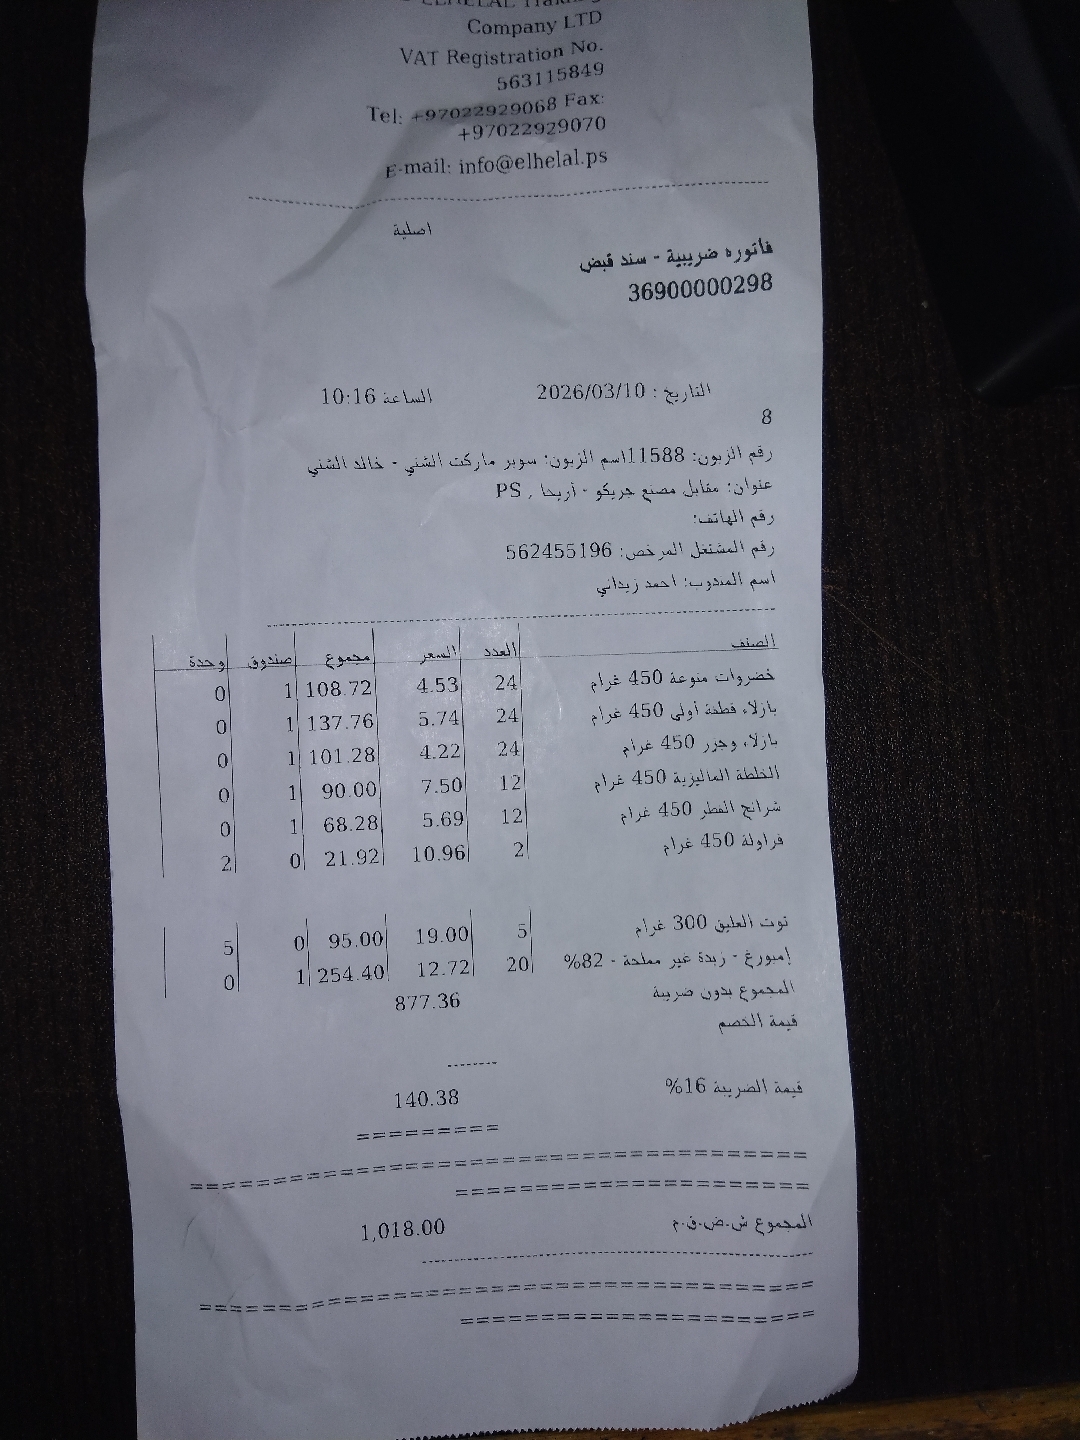 ELHELAL
Company LTD
VAT Registration No.
563115849
Tel: +97022929068 Fax:
+97022929070
E-mail: info@elhelal.ps
اصلية
فاتوره ضريبية - سند قبض
36900000298
التاريخ : 2026/03/10 الساعة 10:16
8
رقم الزبون: 11588اسم الزبون: سوبر ماركت الشني - خالد الشني
عنوان: مقابل مصنع جريكو - أريحا , PS
رقم الهاتف:
رقم المشتغل المرخص: 562455196
اسم المندوب: احمد زيداني
الصنف العدد السعر مجموع صندوق وحدة
خضروات منوعة 450 غرام 24 4.53 108.72 1 0
بازلاء قطفة أولى 450 غرام 24 5.74 137.76 1 0
بازلاء وجزر 450 غرام 24 4.22 101.28 1 0
الخلطة الماليزية 450 غرام 12 7.50 90.00 1 0
شرائح الفطر 450 غرام 12 5.69 68.28 1 0
فراولة 450 غرام 2 10.96 21.92 0 2
توت العليق 300 غرام 5 19.00 95.00 0 5
إمبورغ - زبدة غير مملحة - 82% 20 12.72 254.40 1 0
المجموع بدون ضريبة 877.36
قيمة الخصم
قيمة الضريبة 16% 140.38
المجموع ش.ض.ق.م 1,018.00